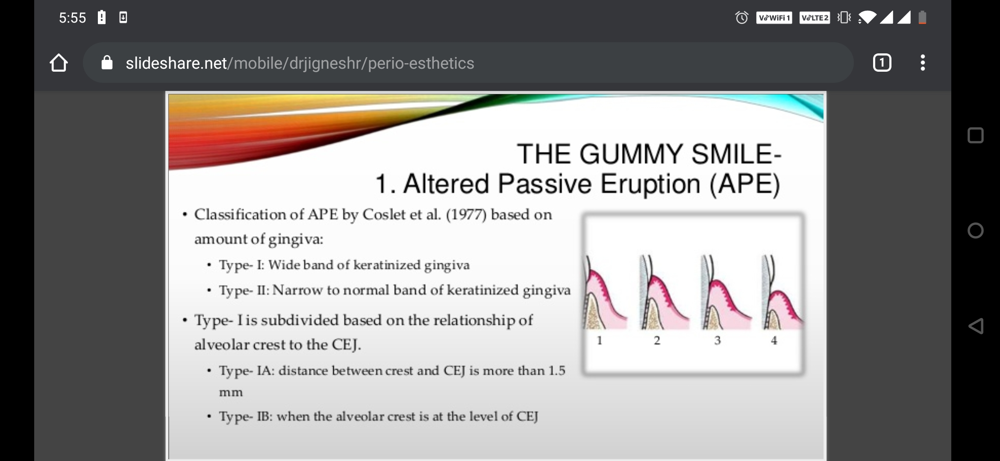 5:55
VoWiFi 1
VoLTE2
slideshare.net/mobile/drjigneshr/perio-esthetics
1
THE GUMMY SMILE-
1. Altered Passive Eruption (APE)
• Classification of APE by Coslet et al. (1977) based on
amount of gingiva:
• Type- I: Wide band of keratinized gingiva
• Type- II: Narrow to normal band of keratinized gingiva
• Type- I is subdivided based on the relationship of
alveolar crest to the CEJ.
• Type- IA: distance between crest and CEJ is more than 1.5
mm
• Type- IB: when the alveolar crest is at the level of CEJ
1 2 3 4